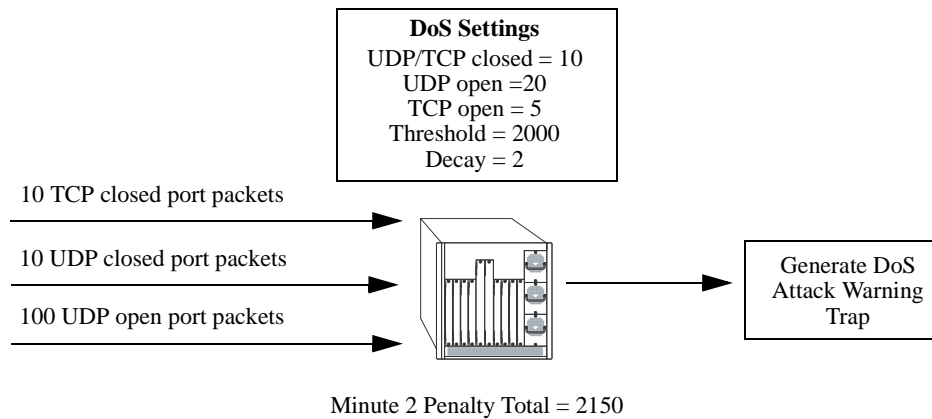 DoS Settings
UDP/TCP closed = 10
UDP open =20
TCP open = 5
Threshold = 2000
Decay = 2
10 TCP closed port packets
10 UDP closed port packets
100 UDP open port packets
Generate DoS
Attack Warning
Trap
Minute 2 Penalty Total = 2150